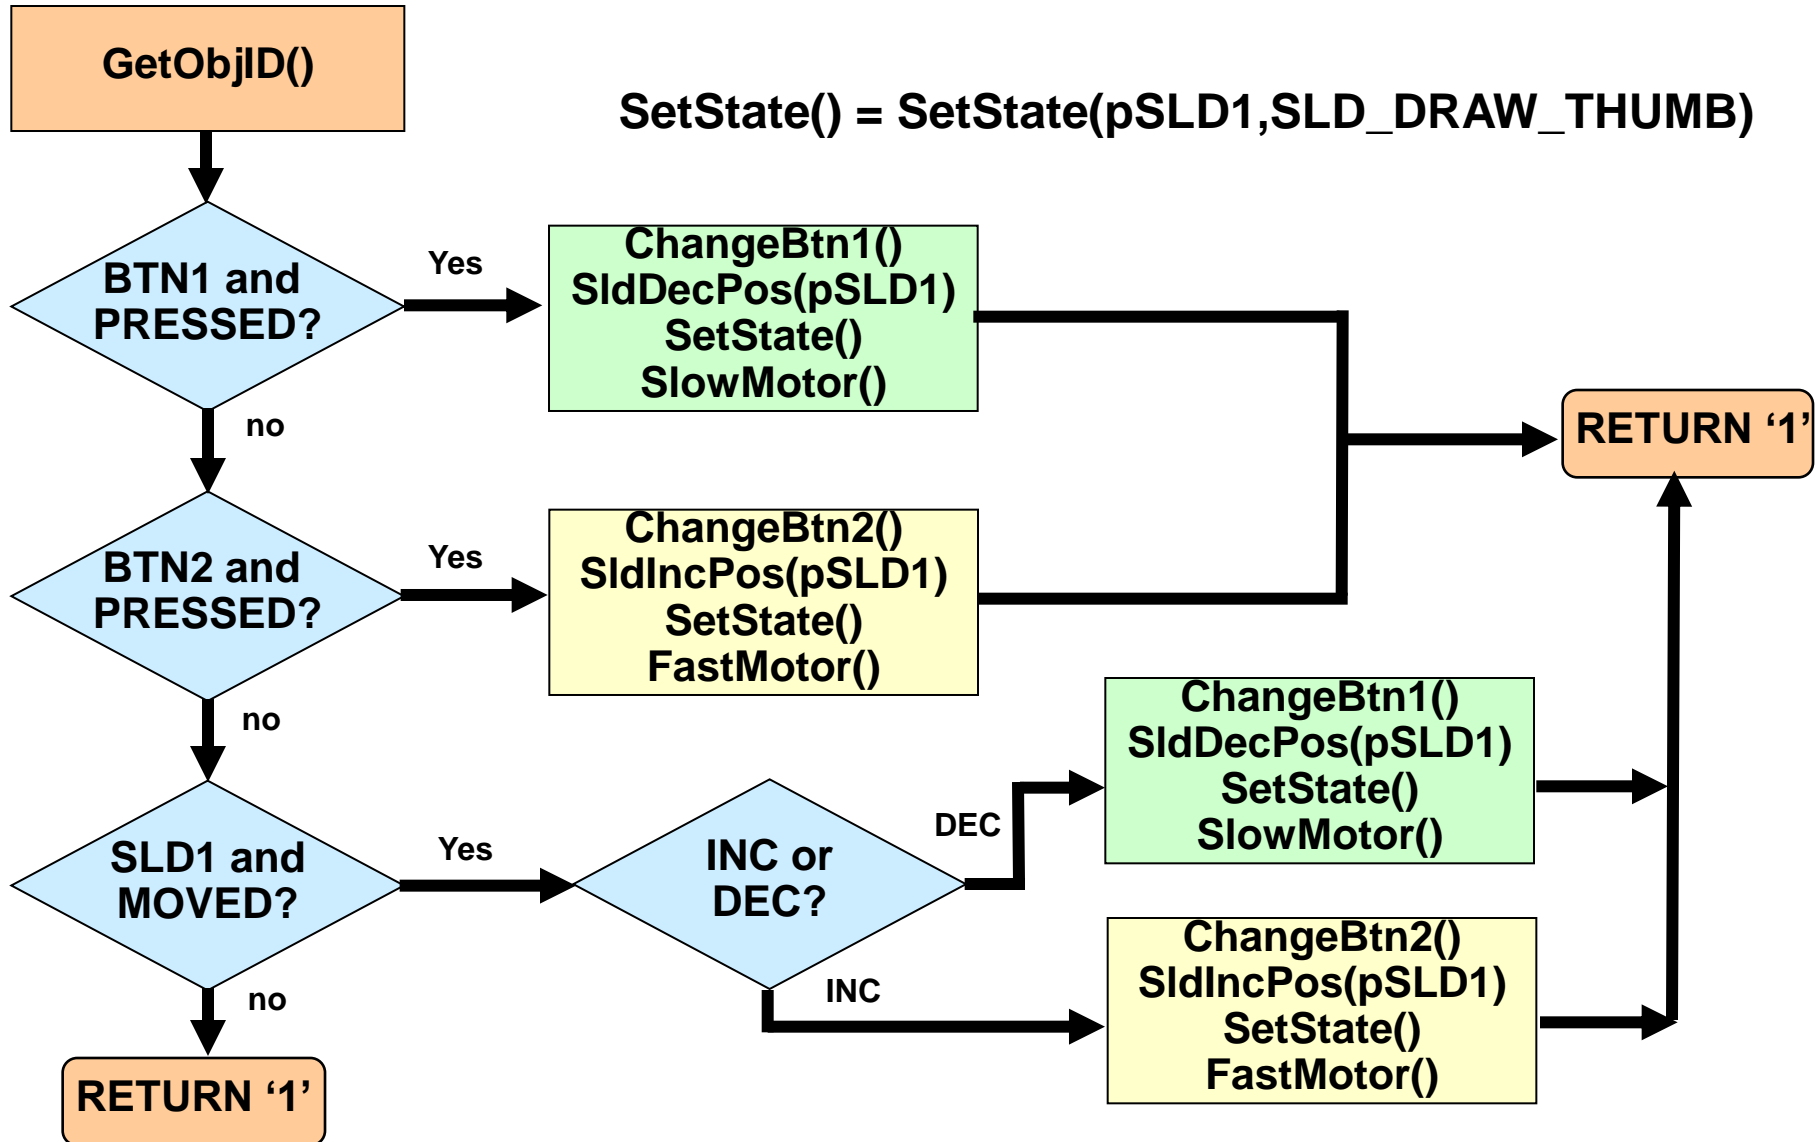 GetObjID()
SetState() = SetState(pSLD1,SLD_DRAW_THUMB)
BTN1 and
PRESSED?
Yes
ChangeBtn1()
SldDecPos(pSLD1)
SetState()
SlowMotor()
no
RETURN ‘1’
BTN2 and
PRESSED?
Yes
ChangeBtn2()
SldIncPos(pSLD1)
SetState()
FastMotor()
no
SLD1 and
MOVED?
Yes
INC or
DEC?
DEC
ChangeBtn1()
SldDecPos(pSLD1)
SetState()
SlowMotor()
INC
ChangeBtn2()
SldIncPos(pSLD1)
SetState()
FastMotor()
no
RETURN ‘1’